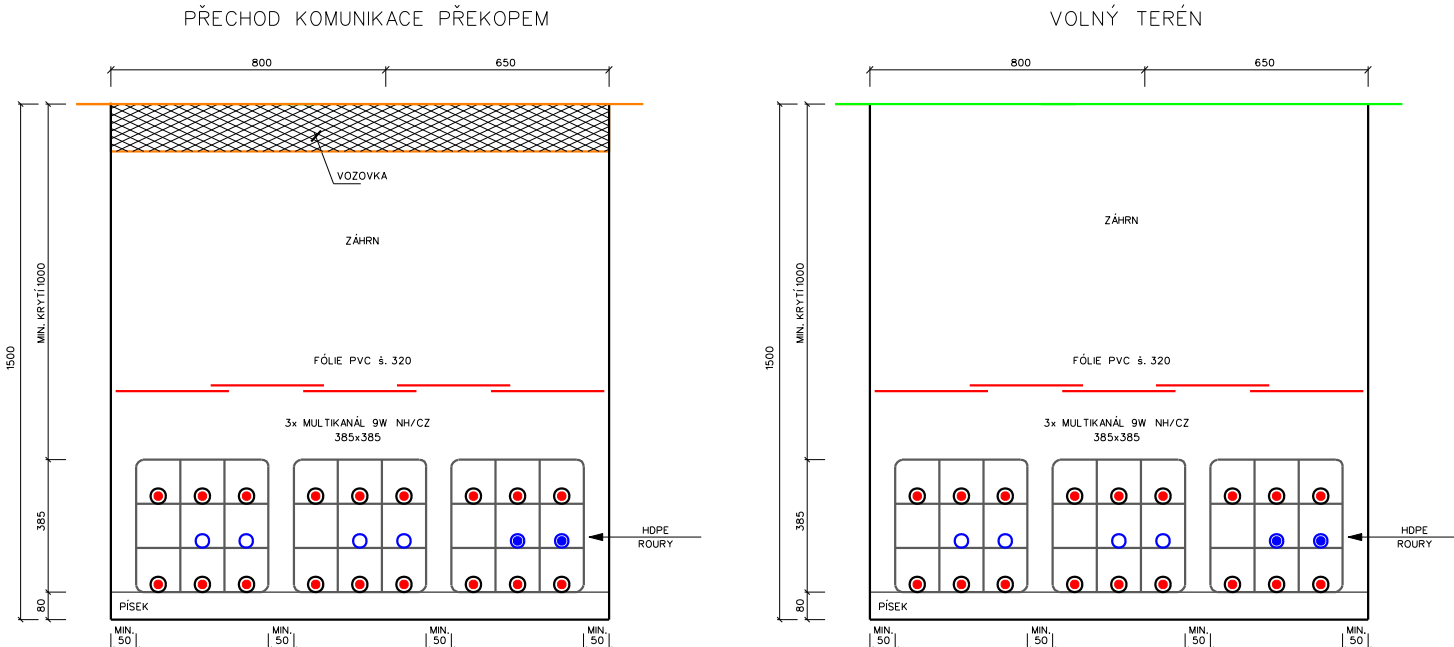 PŘECHOD KOMUNIKACE PŘEKOPEM
800
650
1500
MIN. KRYTÍ 1000
385
80
VOZOVKA
ZÁHRN
FÓLIE PVC š. 320
3x MULTIKANÁL 9W NH/CZ
385x385
HDPE
ROURY
PÍSEK
MIN.
50
MIN.
50
MIN.
50
MIN.
50
VOLNÝ TERÉN
800
650
1500
MIN. KRYTÍ 1000
385
80
ZÁHRN
FÓLIE PVC š. 320
3x MULTIKANÁL 9W NH/CZ
385x385
HDPE
ROURY
PÍSEK
MIN.
50
MIN.
50
MIN.
50
MIN.
50